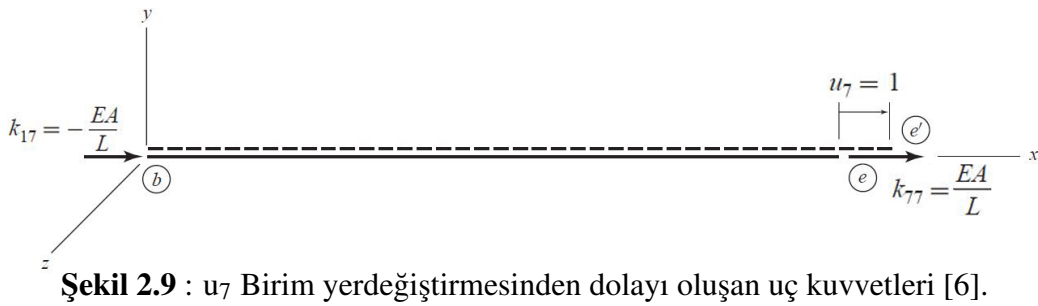 y
u₇ = 1
k₁₇ = − EA/L
e′
x
b
e
k₇₇ = EA/L
z
Şekil 2.9 : u₇ Birim yerdeğiştirmesinden dolayı oluşan uç kuvvetleri [6].